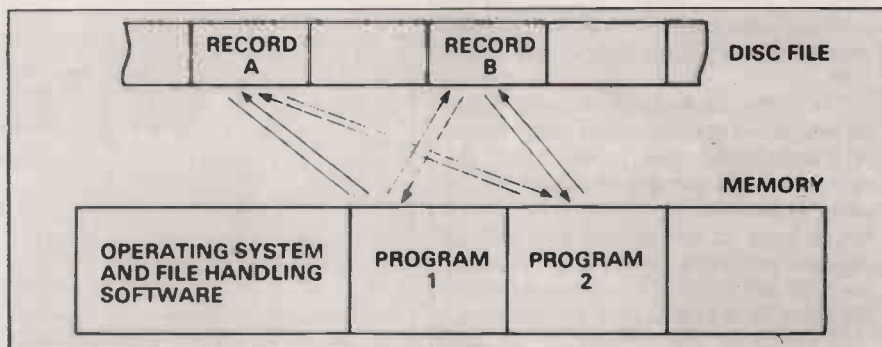 RECORD
A
RECORD
B
DISC FILE
MEMORY
OPERATING SYSTEM
AND FILE HANDLING
SOFTWARE
PROGRAM
1
PROGRAM
2